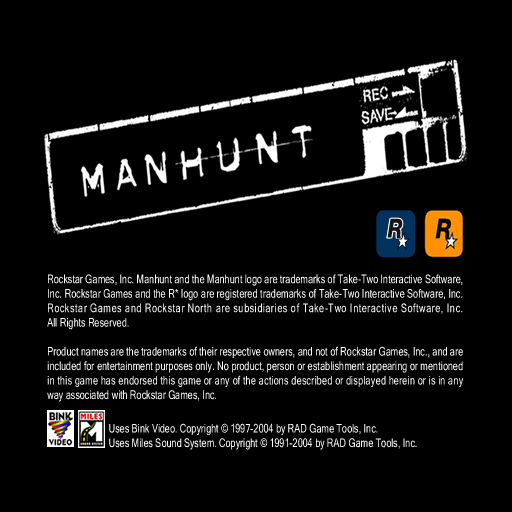 REC
SAVE
MANHUNT
R
R
Rockstar Games, Inc. Manhunt and the Manhunt logo are trademarks of Take-Two Interactive Software,
Inc. Rockstar Games and the R* logo are registered trademarks of Take-Two Interactive Software, Inc.
Rockstar Games and Rockstar North are subsidiaries of Take-Two Interactive Software, Inc.
All Rights Reserved.
Product names are the trademarks of their respective owners, and not of Rockstar Games, Inc., and are
included for entertainment purposes only. No product, person or establishment appearing or mentioned
in this game has endorsed this game or any of the actions described or displayed herein or is in any
way associated with Rockstar Games, Inc.
BINK
VIDEO
MILES
Uses Bink Video. Copyright © 1997-2004 by RAD Game Tools, Inc.
Uses Miles Sound System. Copyright © 1991-2004 by RAD Game Tools, Inc.